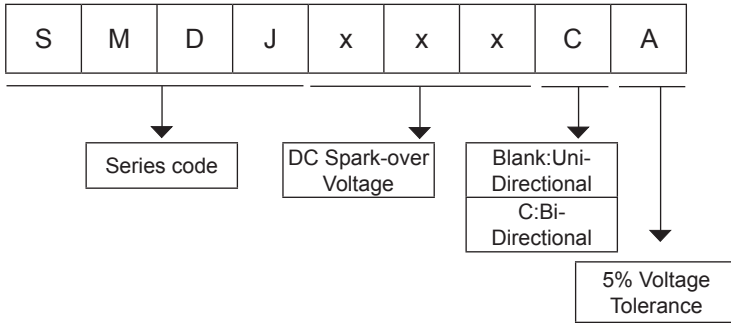 S M D J x x x C A
Series code
DC Spark-over
Voltage
Blank:Uni-
Directional
C:Bi-
Directional
5% Voltage
Tolerance